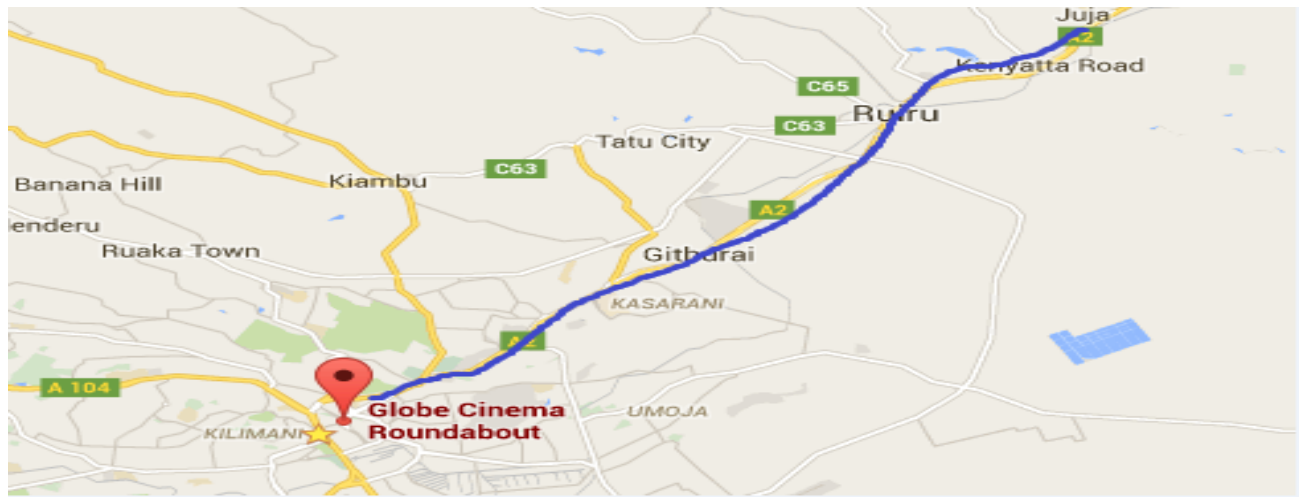 Juja
A2
Kenyatta Road
C65
Ruiru
C63
Tatu City
C63
Kiambu
Banana Hill
enderu
A2
Ruaka Town
Githurai
KASARANI
A2
A 104
Globe Cinema
Roundabout
UMOJA
KILIMANI